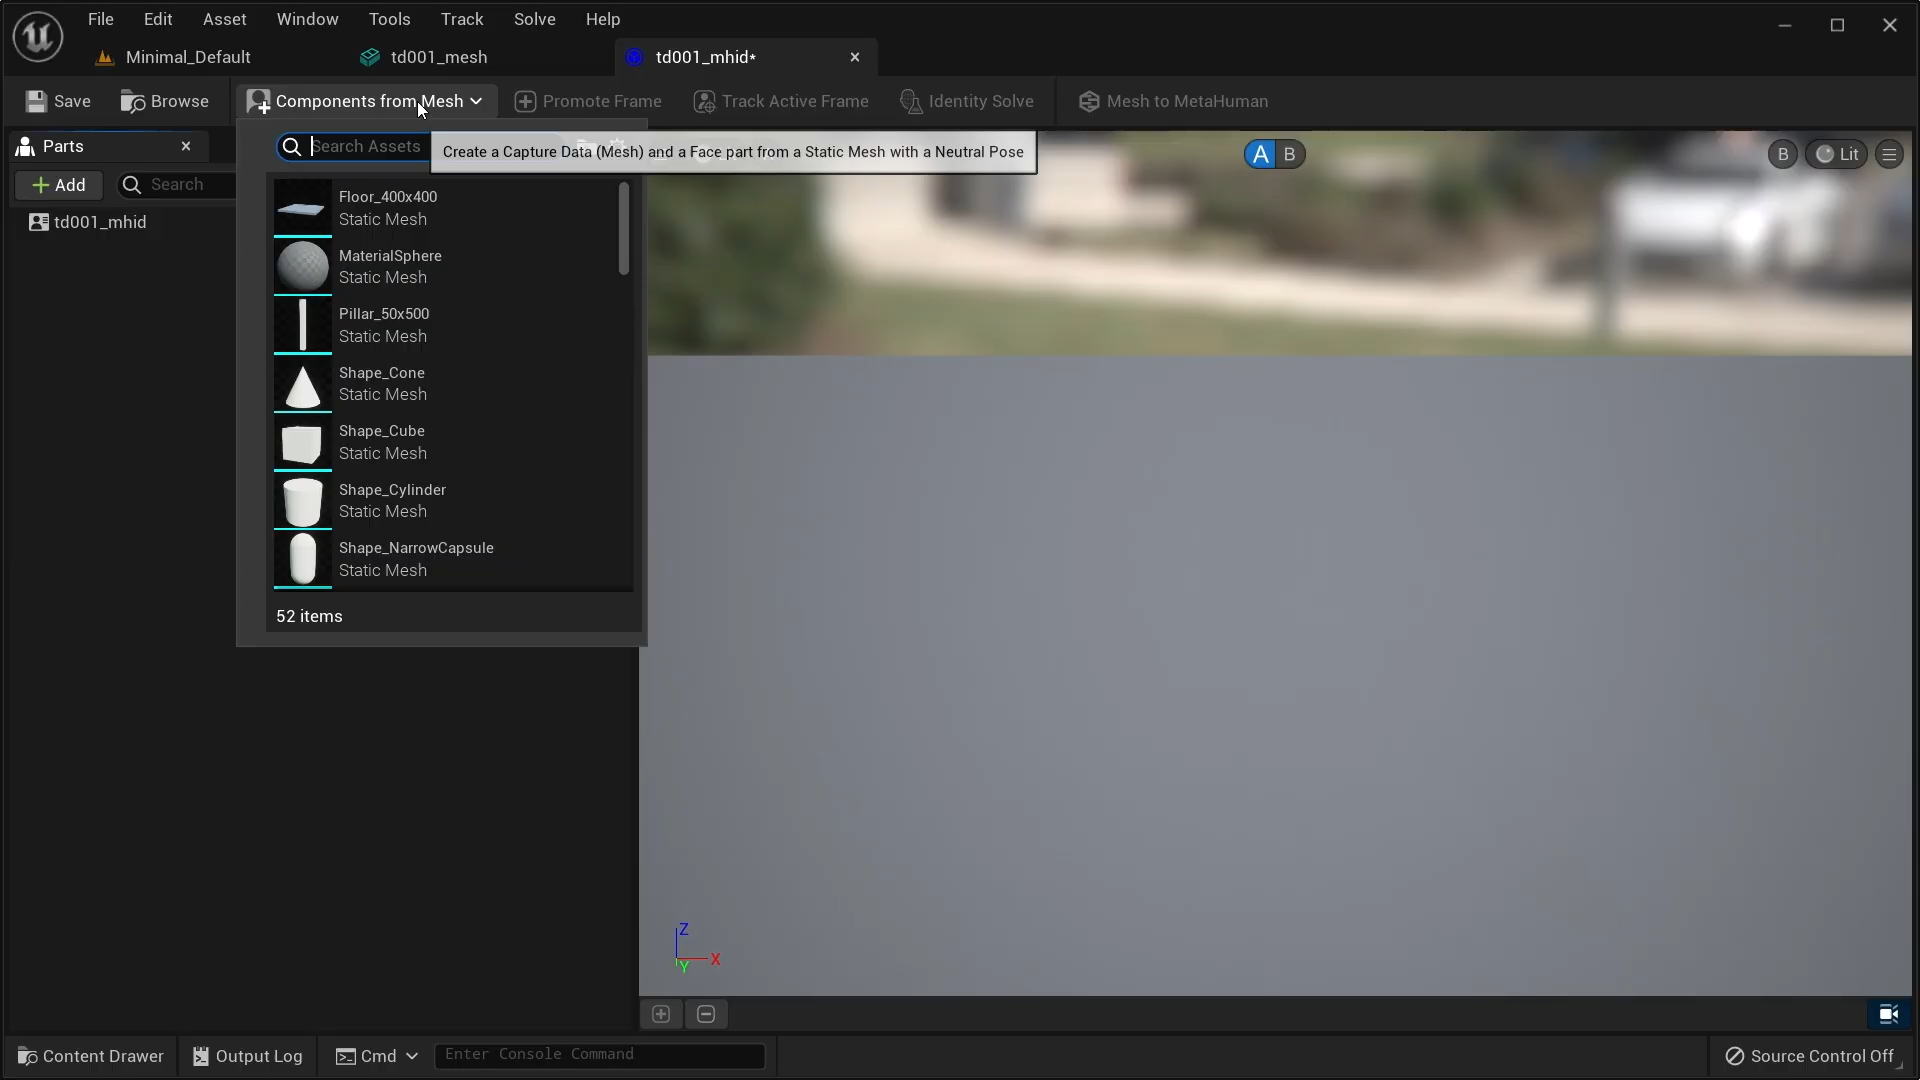 File Edit Asset Window Tools Track Solve Help
Minimal_Default
td001_mesh
td001_mhid*
Save
Browse
Components from Mesh
Promote Frame
Track Active Frame
Identity Solve
Mesh to MetaHuman
Parts
Search Assets
Create a Capture Data (Mesh) and a Face part from a Static Mesh with a Neutral Pose
A B
B
Lit
Add
Search
td001_mhid
Floor_400x400
Static Mesh
MaterialSphere
Static Mesh
Pillar_50x500
Static Mesh
Shape_Cone
Static Mesh
Shape_Cube
Static Mesh
Shape_Cylinder
Static Mesh
Shape_NarrowCapsule
Static Mesh
52 items
Z
X
Y
Content Drawer
Output Log
Cmd
Enter Console Command
Source Control Off